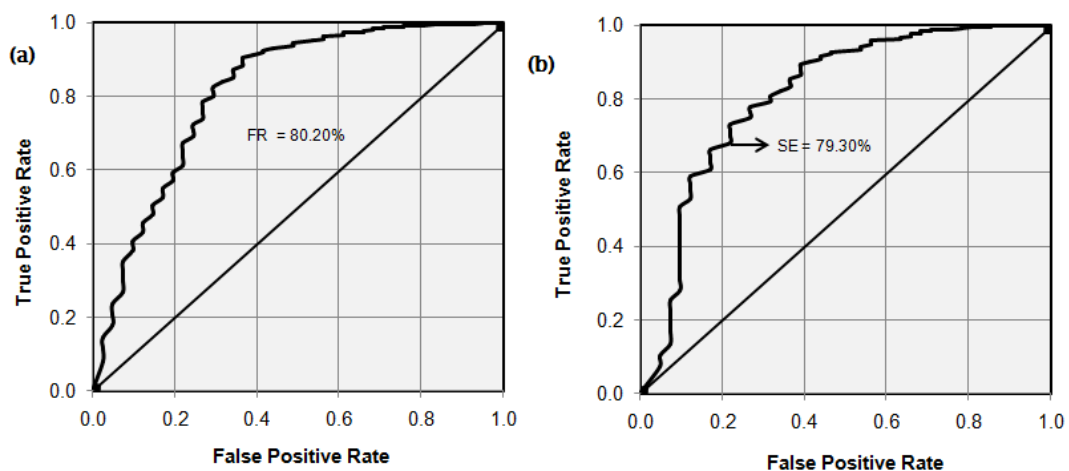 (a)
True Positive Rate
1.0
0.8
0.6
0.4
0.2
0.0
FR = 80.20%
0.0 0.2 0.4 0.6 0.8 1.0
False Positive Rate
(b)
True Positive Rate
1.0
0.8
0.6
0.4
0.2
0.0
SE = 79.30%
0.0 0.2 0.4 0.6 0.8 1.0
False Positive Rate